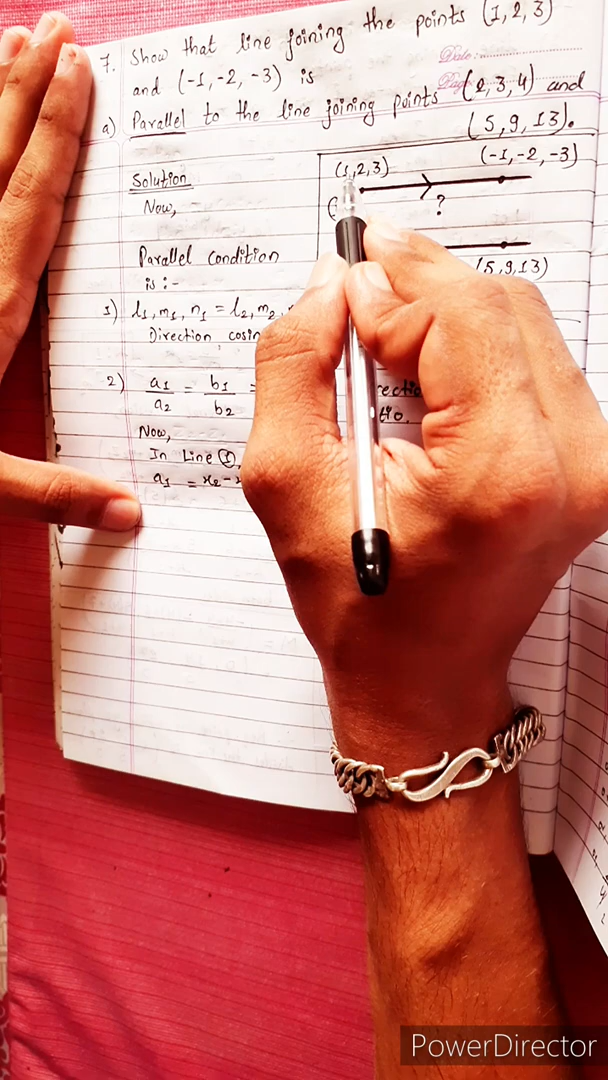 7. Show that line joining the points (1,2,3)
Date:
and (-1,-2,-3) is
Page
a) Parallel to the line joining points (2,3,4) and
(5,9,13).
Solution
(1,2,3) (-1,-2,-3)
Now,
?
Parallel condition
is :-
(5,9,13)
1) l₁, m₁, n₁ = l₂, m₂,
Direction
2) a₁/a₂ = b₁/b₂ =
Now,
In Line ①,
a₁ = x₂ -
PowerDirector